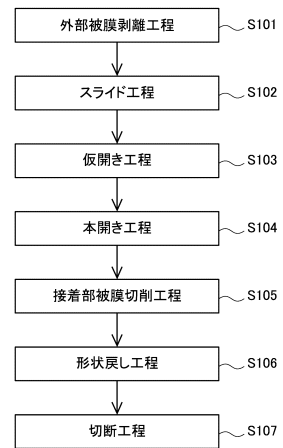 外部被膜剥離工程 S101
スライド工程 S102
仮開き工程 S103
本開き工程 S104
接着部被膜切削工程 S105
形状戻し工程 S106
切断工程 S107